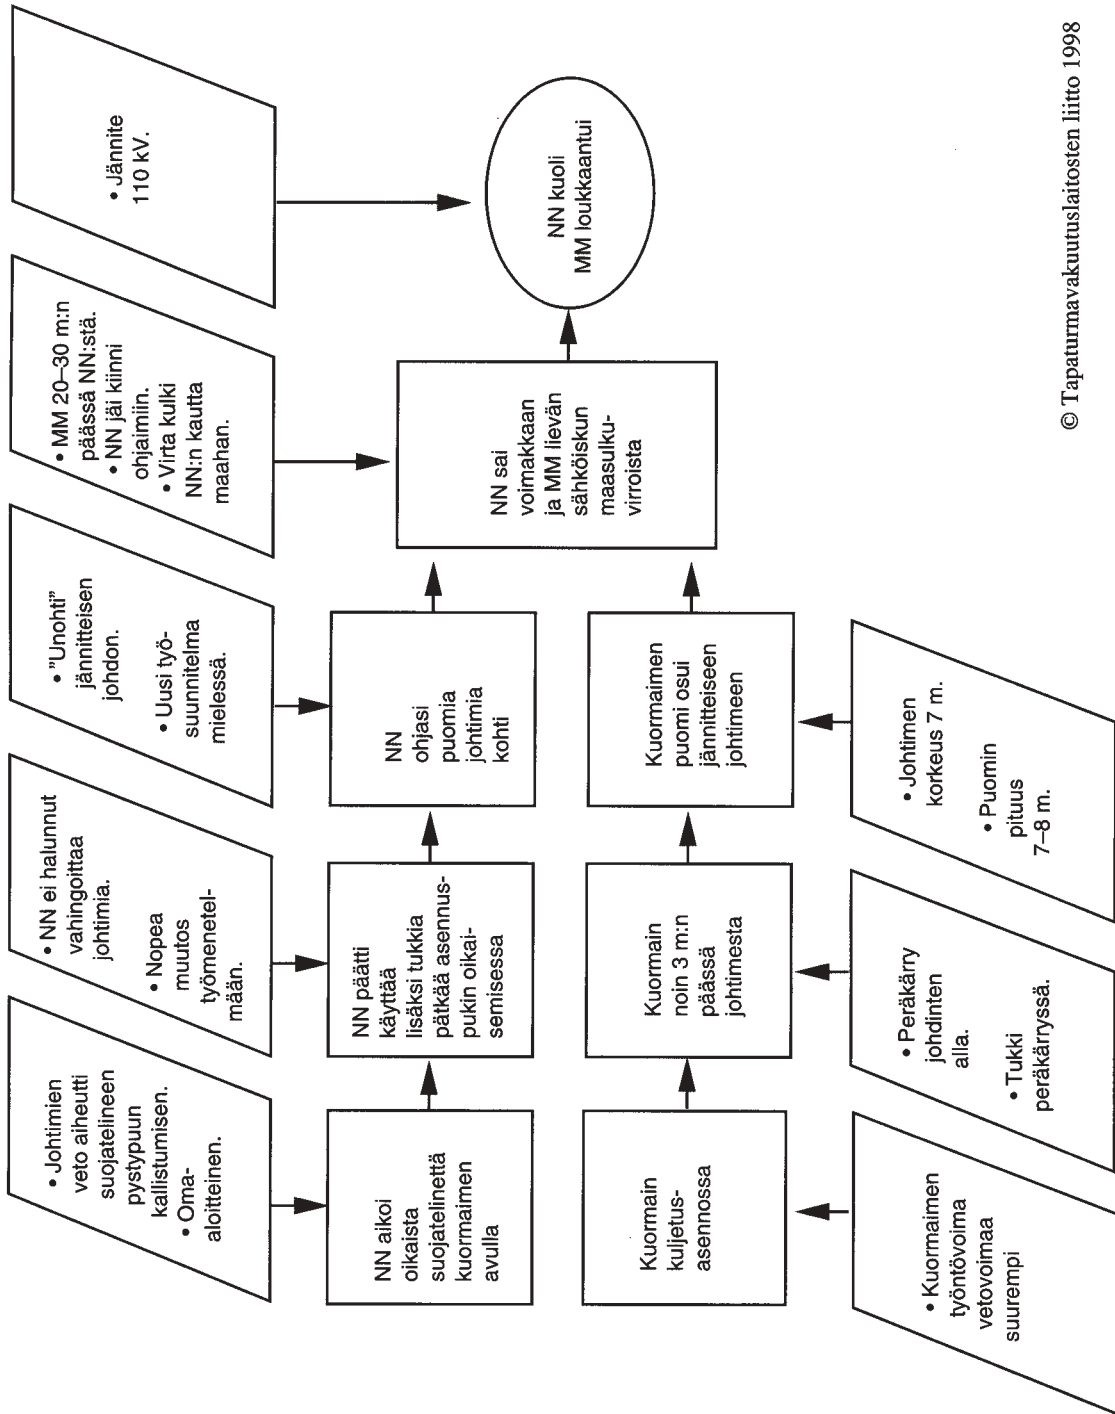 • Johtimien
veto aiheutti
suojatelineen
pystypuun
kallistumisen.
• Oma-
aloitteinen.
• NN ei halunnut
vahingoittaa
johtimia.
• Nopea
muutos
työmenetel-
mään.
• "Unohti"
jännitteisen
johdon.
• Uusi työ-
suunnitelma
mielessä.
• MM 20–30 m:n
päässä NN:stä.
• NN jäi kiinni
ohjaimiin.
• Virta kulki
NN:n kautta
maahan.
• Jännite
110 kV.
NN aikoi
oikaista
suojatelinettä
kuormaimen
avulla
NN päätti
käyttää
lisäksi tukkia
pätkää asennus-
pukin oikai-
semisessa
NN
ohjasi
puomia
johtimia
kohti
NN sai
voimakkaan
ja MM lievän
sähköiskun
maasulku-
virroista
NN kuoli
MM loukkaantui
Kuormain
kuljetus-
asennossa
Kuormain
noin 3 m:n
päässä
johtimesta
Kuormaimen
puomi osui
jännitteiseen
johtimeen
• Kuormaimen
työntövoima
vetovoimaa
suurempi
• Peräkärry
johdinten
alla.
• Tukki
peräkärryssä.
• Johtimen
korkeus 7 m.
• Puomin
pituus
7–8 m.
© Tapaturmavakuutuslaitosten liitto 1998